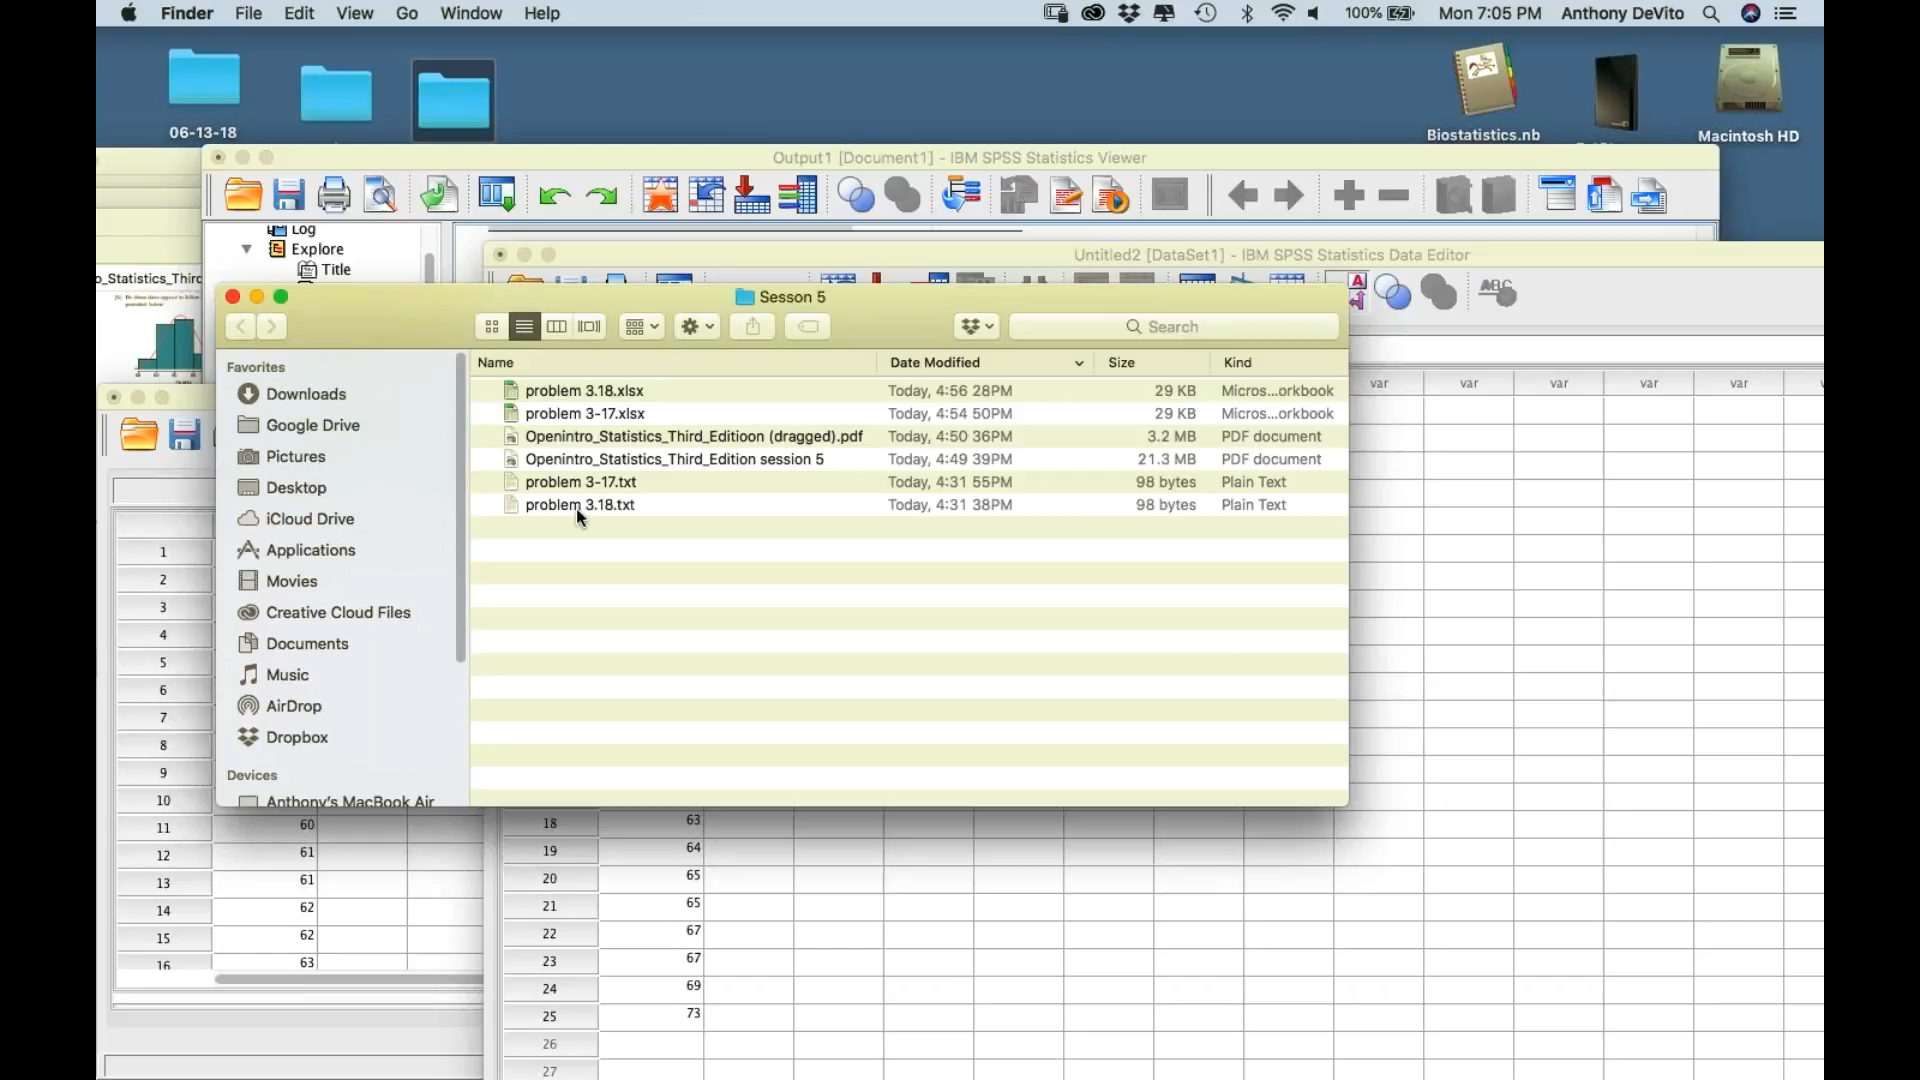 Finder File Edit View Go Window Help 100% Mon 7:05 PM Anthony DeVito
06-13-18
Biostatistics.nb
Macintosh HD
Output1 [Document1] - IBM SPSS Statistics Viewer
Log
Explore
Title
Untitled2 [DataSet1] - IBM SPSS Statistics Data Editor
o_Statistics_Third
Sesson 5
Search
Name Date Modified Size Kind
problem 3.18.xlsx Today, 4:56 28PM 29 KB Micros...orkbook
problem 3-17.xlsx Today, 4:54 50PM 29 KB Micros...orkbook
Openintro_Statistics_Third_Editioon (dragged).pdf Today, 4:50 36PM 3.2 MB PDF document
Openintro_Statistics_Third_Edition session 5 Today, 4:49 39PM 21.3 MB PDF document
problem 3-17.txt Today, 4:31 55PM 98 bytes Plain Text
problem 3.18.txt Today, 4:31 38PM 98 bytes Plain Text
Favorites
Downloads
Google Drive
Pictures
Desktop
iCloud Drive
Applications
Movies
Creative Cloud Files
Documents
Music
AirDrop
Dropbox
Devices
Anthony's MacBook Air
var var var var var
1
2
3
4
5
6
7
8
9
10
11 60
12 61
13 61
14 62
15 62
16 63
18 63
19 64
20 65
21 65
22 67
23 67
24 69
25 73
26
27